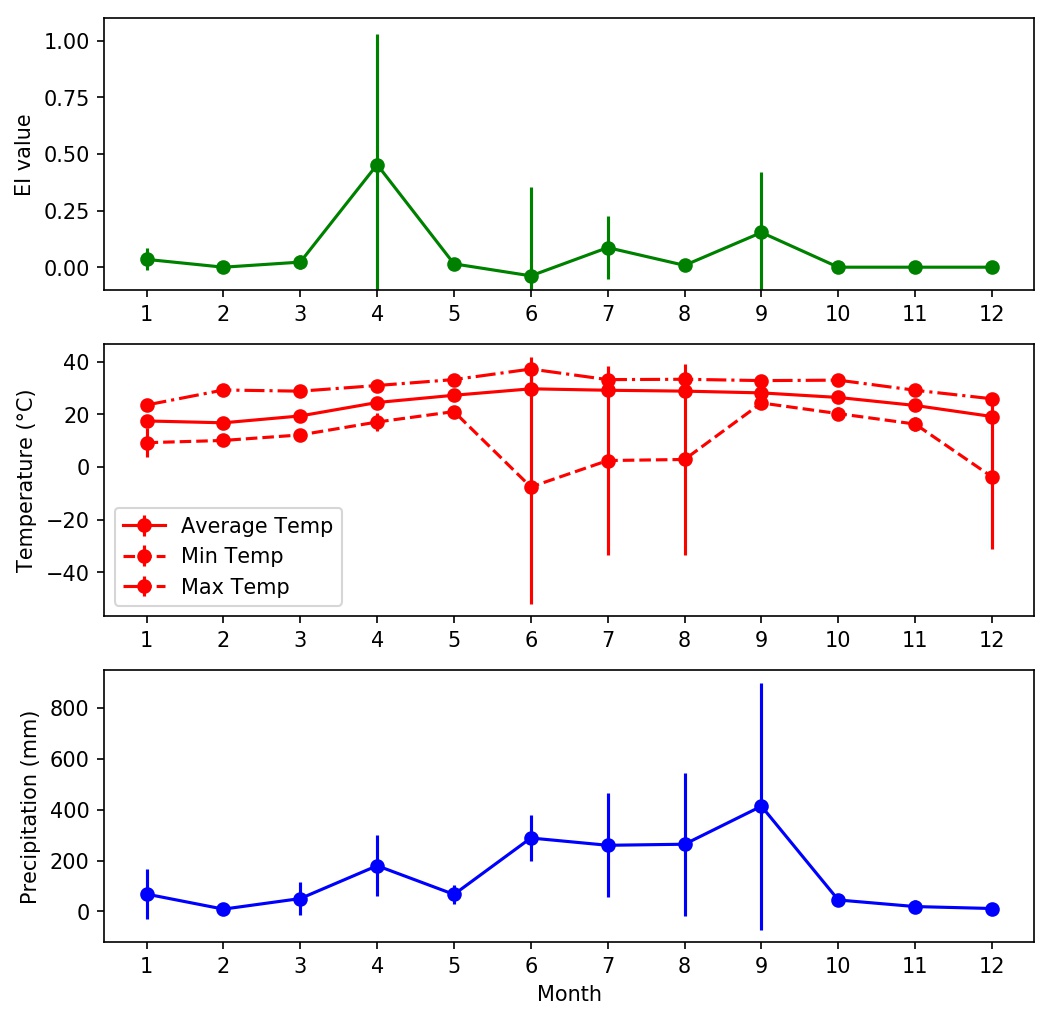 EI value
1.00
0.75
0.50
0.25
0.00
1 2 3 4 5 6 7 8 9 10 11 12
Temperature (°C)
40
20
0
−20
−40
Average Temp
Min Temp
Max Temp
1 2 3 4 5 6 7 8 9 10 11 12
Precipitation (mm)
800
600
400
200
0
1 2 3 4 5 6 7 8 9 10 11 12
Month